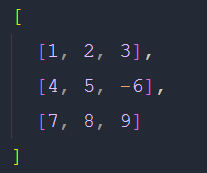 [
[1, 2, 3],
[4, 5, -6],
[7, 8, 9]
]